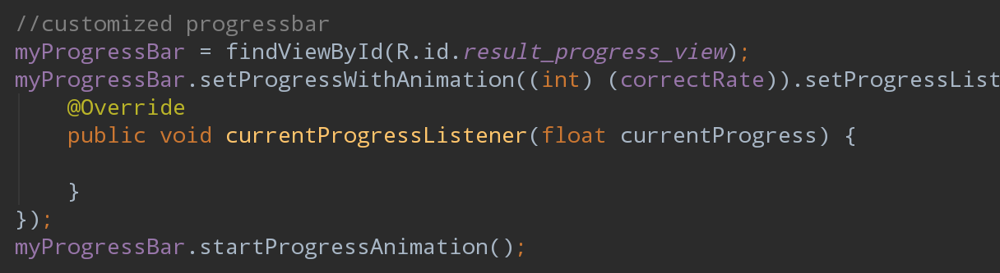 //customized progressbar
myProgressBar = findViewById(R.id.result_progress_view);
myProgressBar.setProgressWithAnimation((int) (correctRate)).setProgressList
@Override
public void currentProgressListener(float currentProgress) {
}
});
myProgressBar.startProgressAnimation();